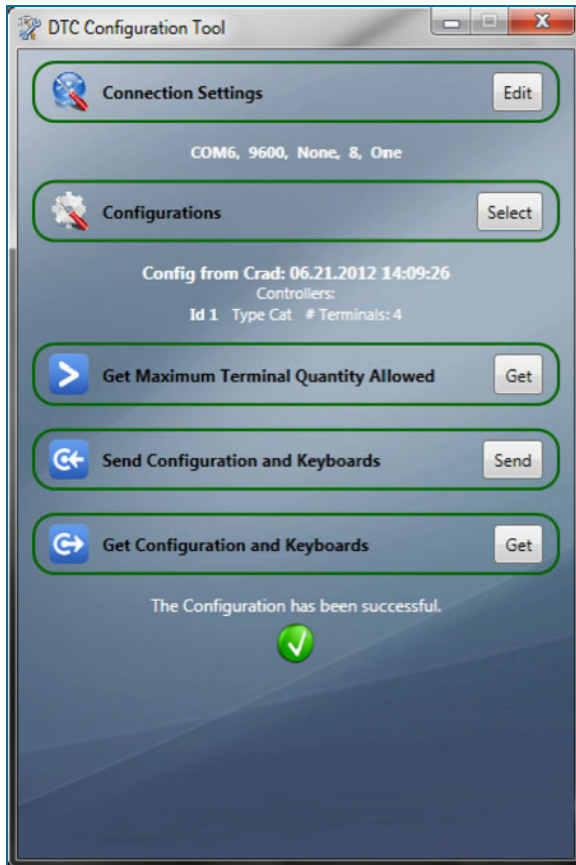 DTC Configuration Tool
Connection Settings
Edit
COM6, 9600, None, 8, One
Configurations
Select
Config from Crad: 06.21.2012 14:09:26
Controllers:
Id 1 Type Cat # Terminals: 4
Get Maximum Terminal Quantity Allowed
Get
Send Configuration and Keyboards
Send
Get Configuration and Keyboards
Get
The Configuration has been successful.